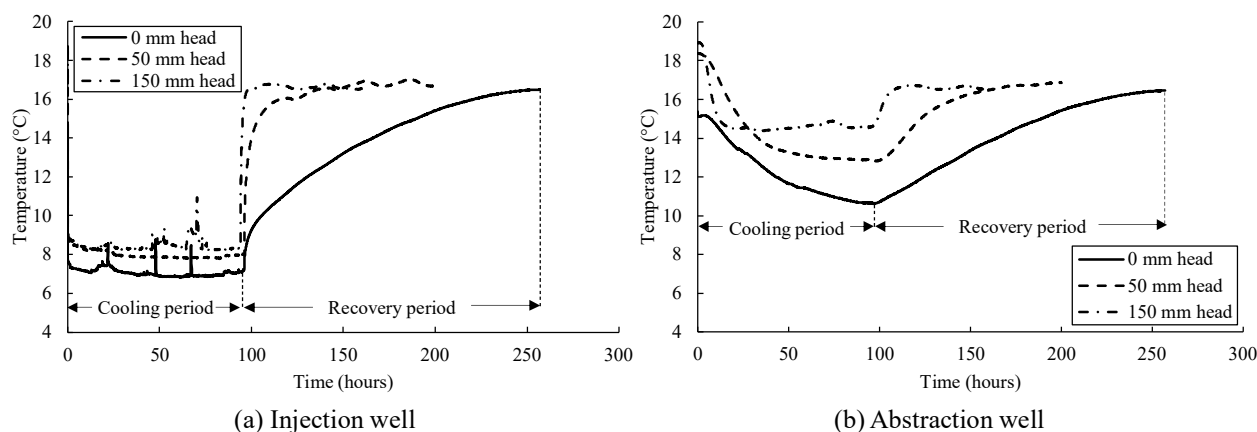 20
18
16
14
12
10
8
6
4
Temperature (°C)
0 mm head
50 mm head
150 mm head
Cooling period
Recovery period
0
50
100
150
200
250
300
Time (hours)
(a) Injection well
20
18
16
14
12
10
8
6
4
Temperature (°C)
Cooling period
Recovery period
0 mm head
50 mm head
150 mm head
0
50
100
150
200
250
300
Time (hours)
(b) Abstraction well